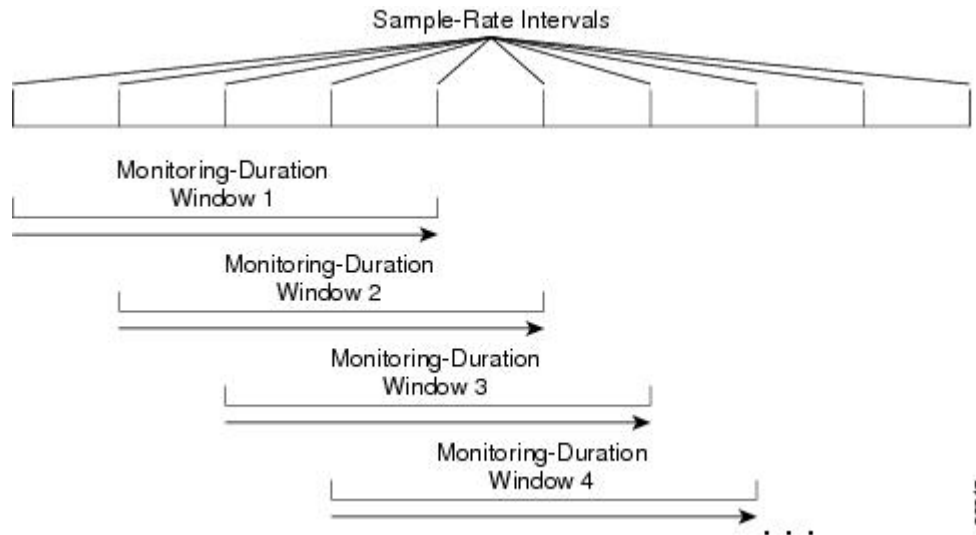 Sample-Rate Intervals
Monitoring-Duration
Window 1
Monitoring-Duration
Window 2
Monitoring-Duration
Window 3
Monitoring-Duration
Window 4
. . .